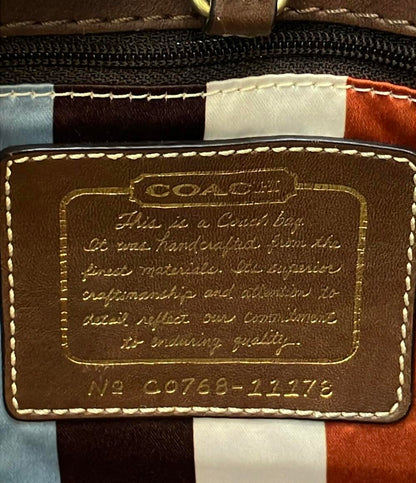 COACH
This is a Coach bag.
It was handcrafted from the
finest materials. Its superior
craftsmanship and attention to
detail reflect our commitment
to enduring quality.
No C0768-11178